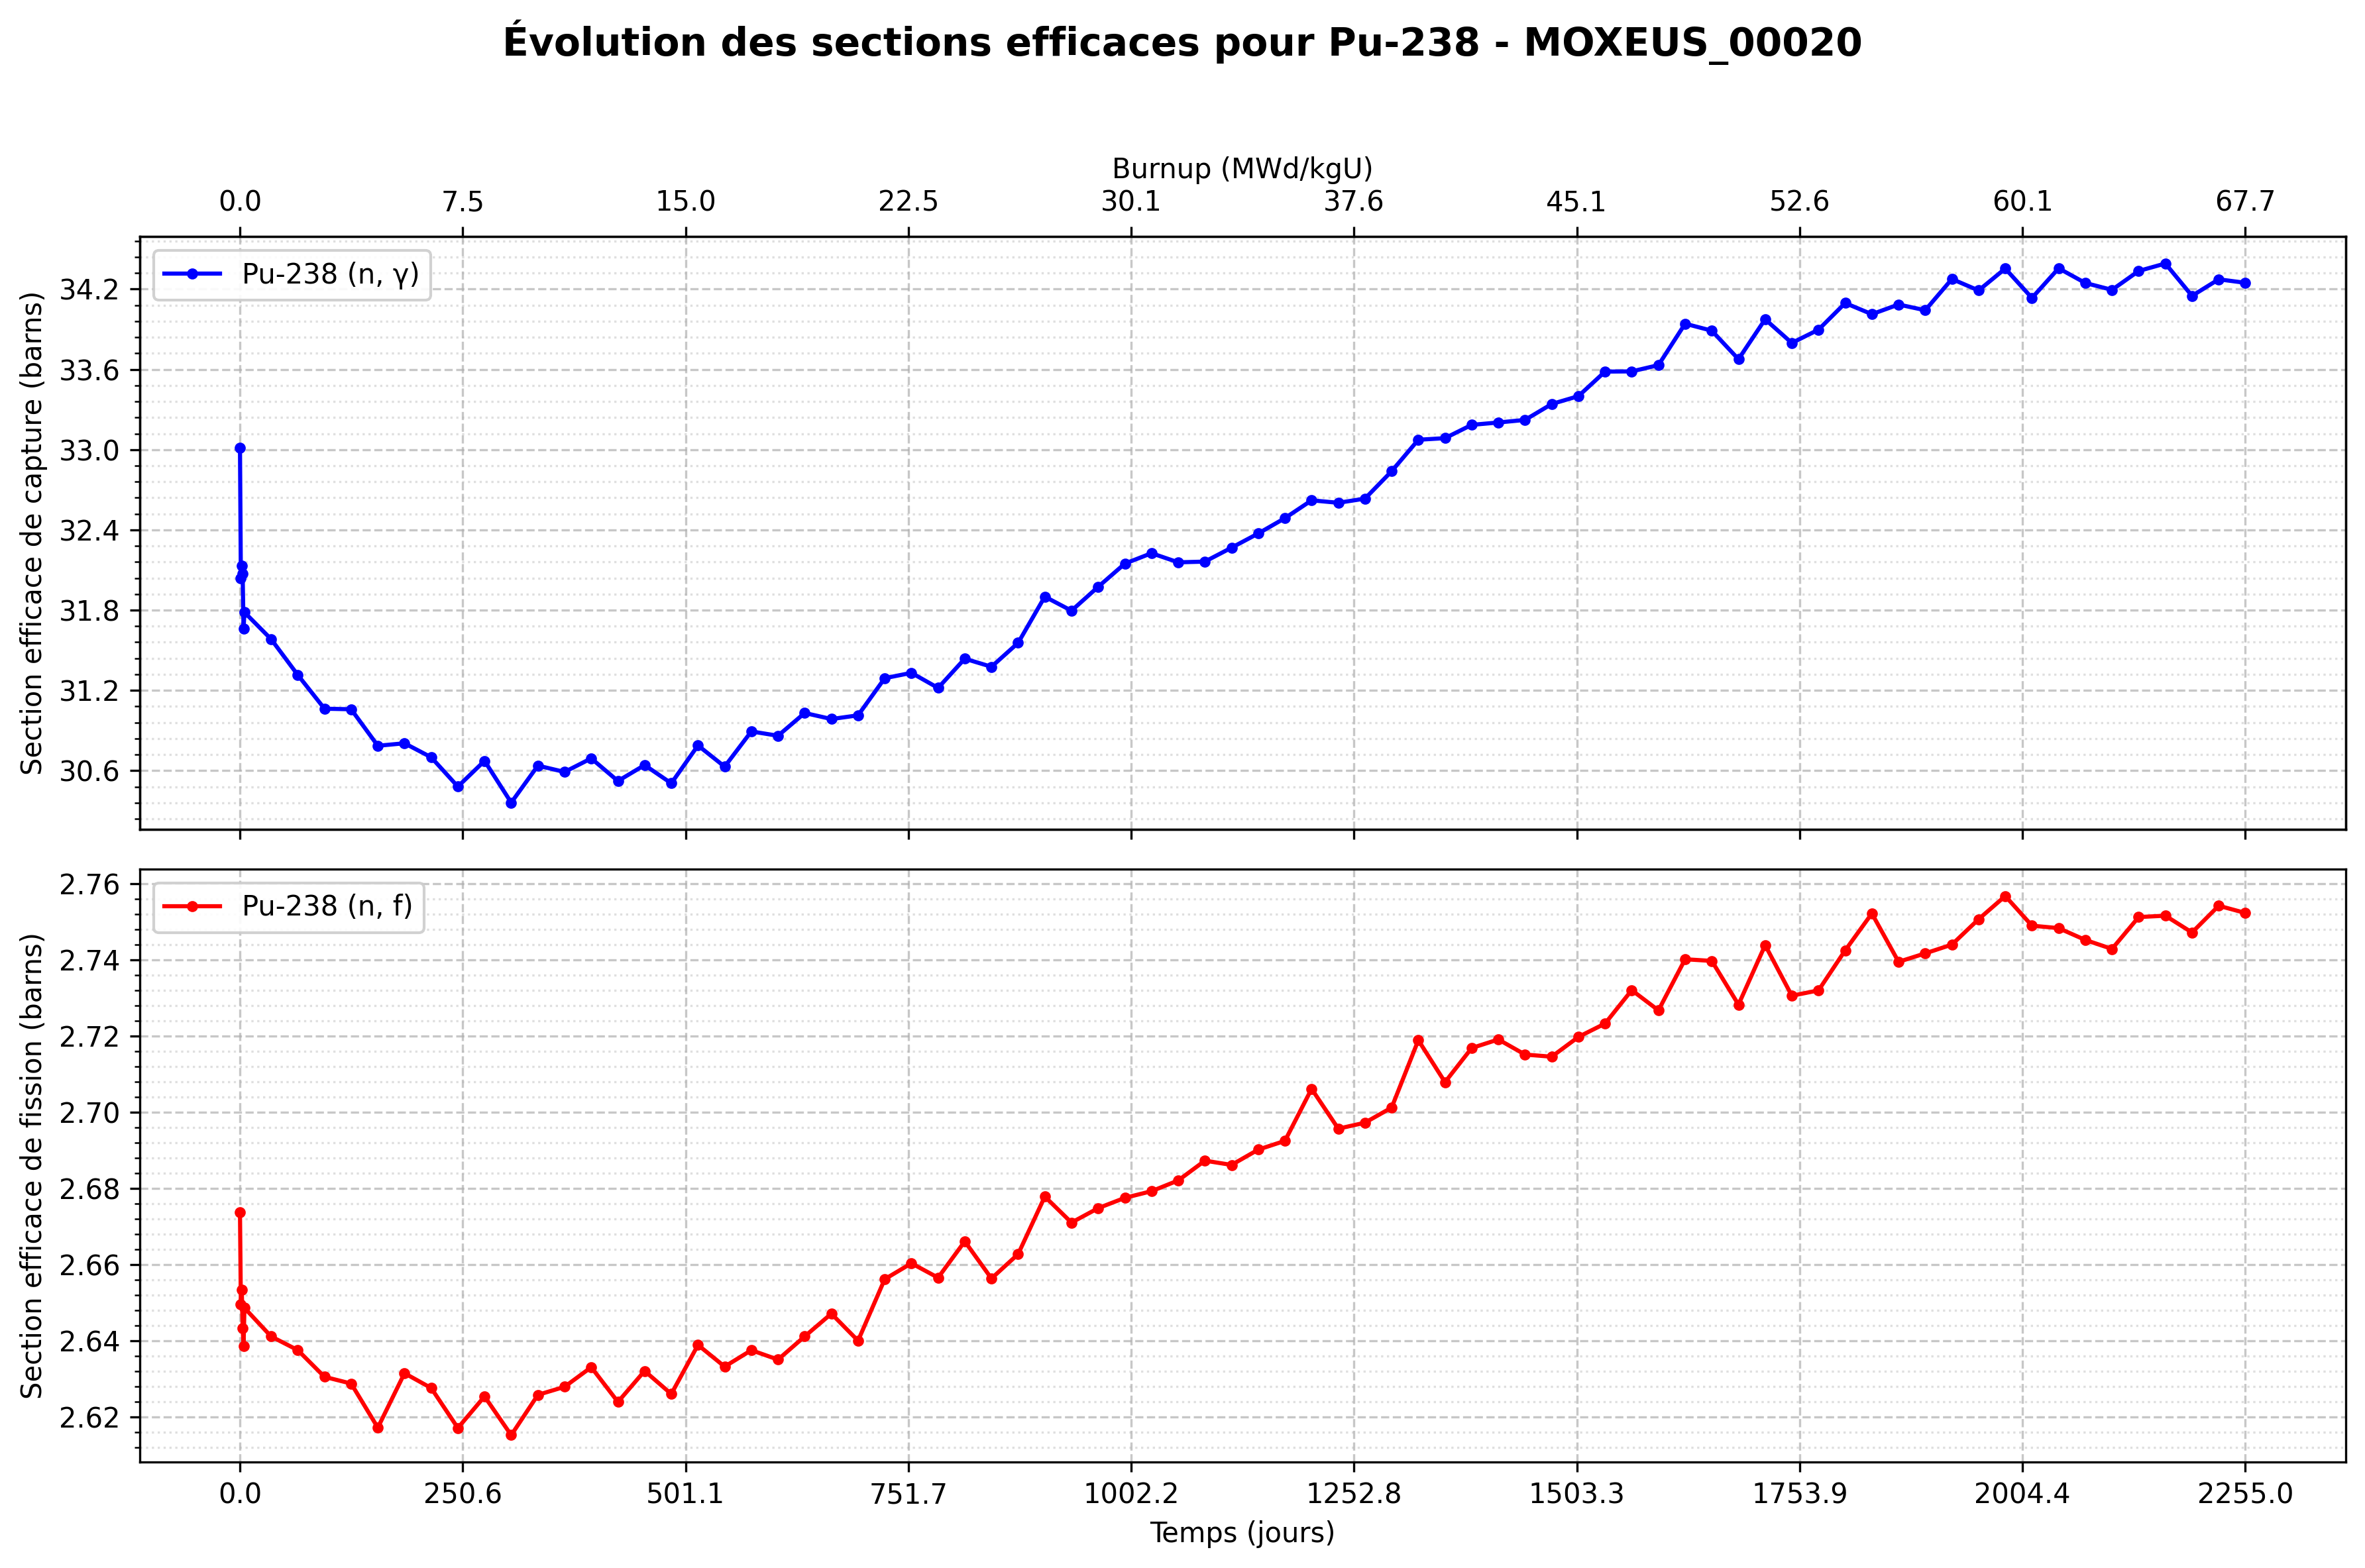 Évolution des sections efficaces pour Pu-238 - MOXEUS_00020
Burnup (MWd/kgU)
0.0 7.5 15.0 22.5 30.1 37.6 45.1 52.6 60.1 67.7
Pu-238 (n, γ)
Section efficace de capture (barns)
34.2
33.6
33.0
32.4
31.8
31.2
30.6
Pu-238 (n, f)
Section efficace de fission (barns)
2.76
2.74
2.72
2.70
2.68
2.66
2.64
2.62
0.0 250.6 501.1 751.7 1002.2 1252.8 1503.3 1753.9 2004.4 2255.0
Temps (jours)